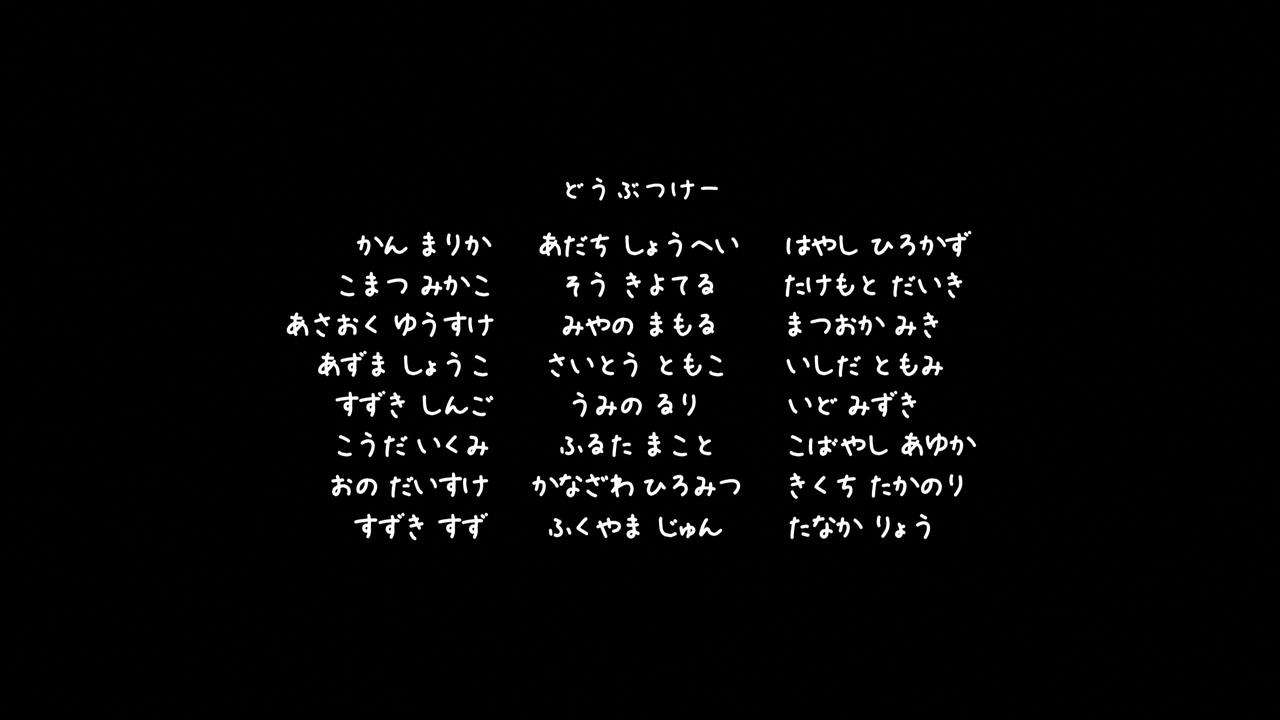 どうぶつけー
かん まりか あだち しょうへい はやし ひろかず
こまつ みかこ そう きよてる たけもと だいき
あさおく ゆうすけ みやの まもる まつおか みき
あずま しょうこ さいとう ともこ いしだ ともみ
すずき しんご うみの るり いど みずき
こうだ いくみ ふるた まこと こばやし あゆか
おの だいすけ かなざわ ひろみつ きくち たかのり
すずき すず ふくやま じゅん たなか りょう